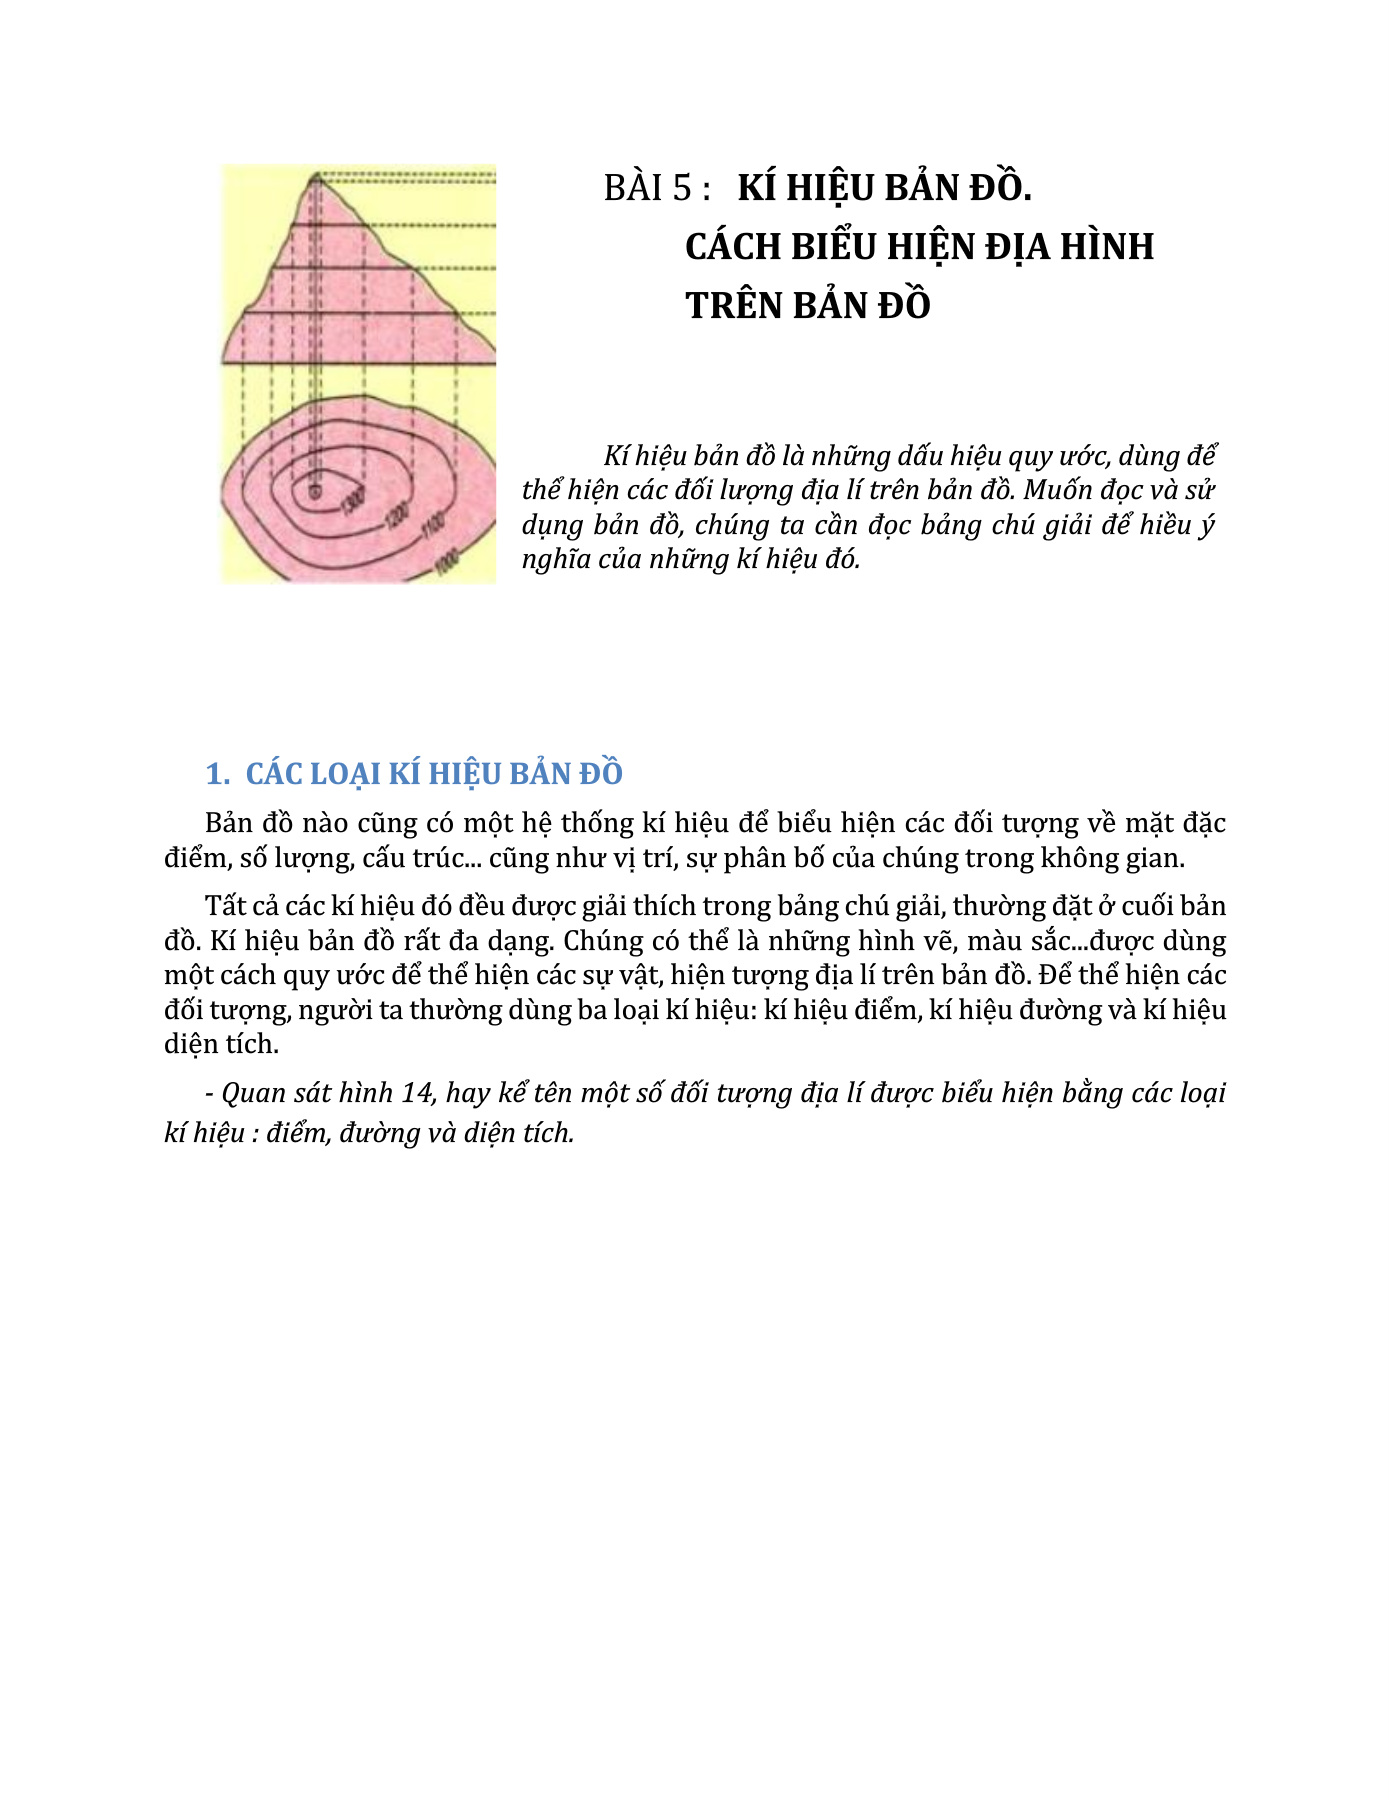 BÀI 5 : KÍ HIỆU BẢN ĐỒ.
CÁCH BIỂU HIỆN ĐỊA HÌNH
TRÊN BẢN ĐỒ
Kí hiệu bản đồ là những dấu hiệu quy ước, dùng để
thể hiện các đối lượng địa lí trên bản đồ. Muốn đọc và sử
dụng bản đồ, chúng ta cần đọc bảng chú giải để hiều ý
nghĩa của những kí hiệu đó.
1300
1200
1100
1000
1. CÁC LOẠI KÍ HIỆU BẢN ĐỒ
Bản đồ nào cũng có một hệ thống kí hiệu để biểu hiện các đối tượng về mặt đặc
điểm, số lượng, cấu trúc... cũng như vị trí, sự phân bố của chúng trong không gian.
Tất cả các kí hiệu đó đều được giải thích trong bảng chú giải, thường đặt ở cuối bản
đồ. Kí hiệu bản đồ rất đa dạng. Chúng có thể là những hình vẽ, màu sắc...được dùng
một cách quy ước để thể hiện các sự vật, hiện tượng địa lí trên bản đồ. Để thể hiện các
đối tượng, người ta thường dùng ba loại kí hiệu: kí hiệu điểm, kí hiệu đường và kí hiệu
diện tích.
- Quan sát hình 14, hay kể tên một số đối tượng địa lí được biểu hiện bằng các loại
kí hiệu : điểm, đường và diện tích.